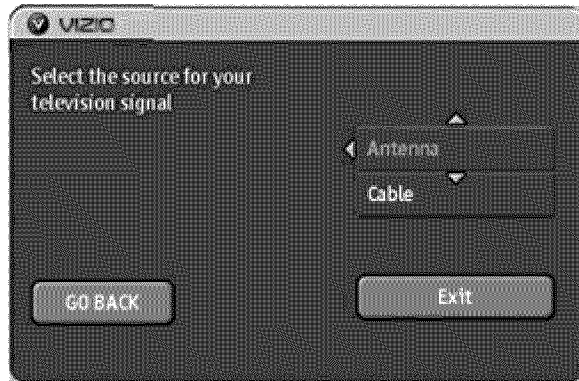 VIZIO
Select the source for your
television signal
Antenna
Cable
GO BACK
Exit